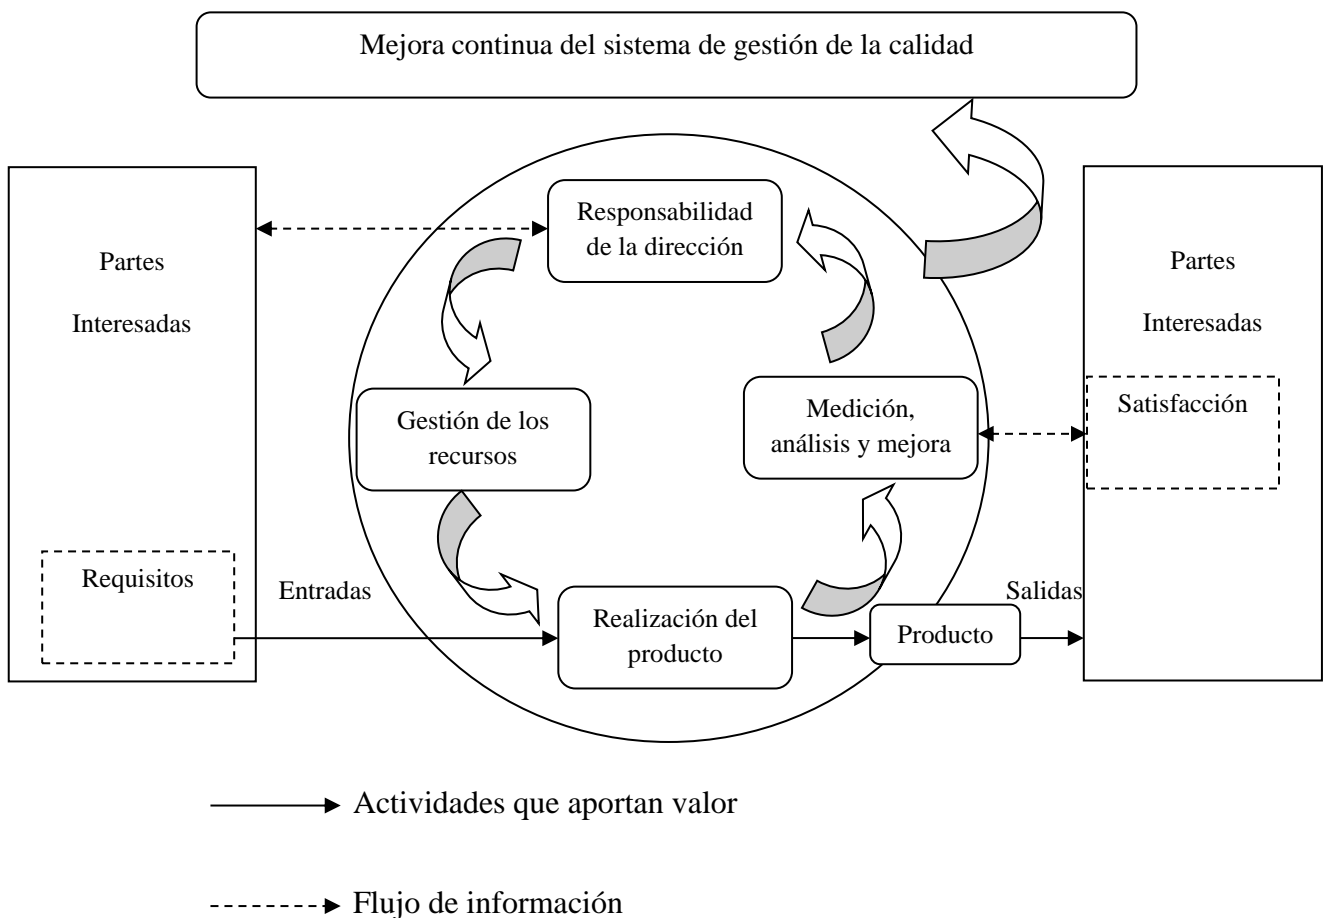 Mejora continua del sistema de gestión de la calidad
Partes
Interesadas
Responsabilidad
de la dirección
Partes
Interesadas
Gestión de los
recursos
Medición,
análisis y mejora
Satisfacción
Requisitos
Entradas
Realización del
producto
Producto
Salidas
Actividades que aportan valor
Flujo de información